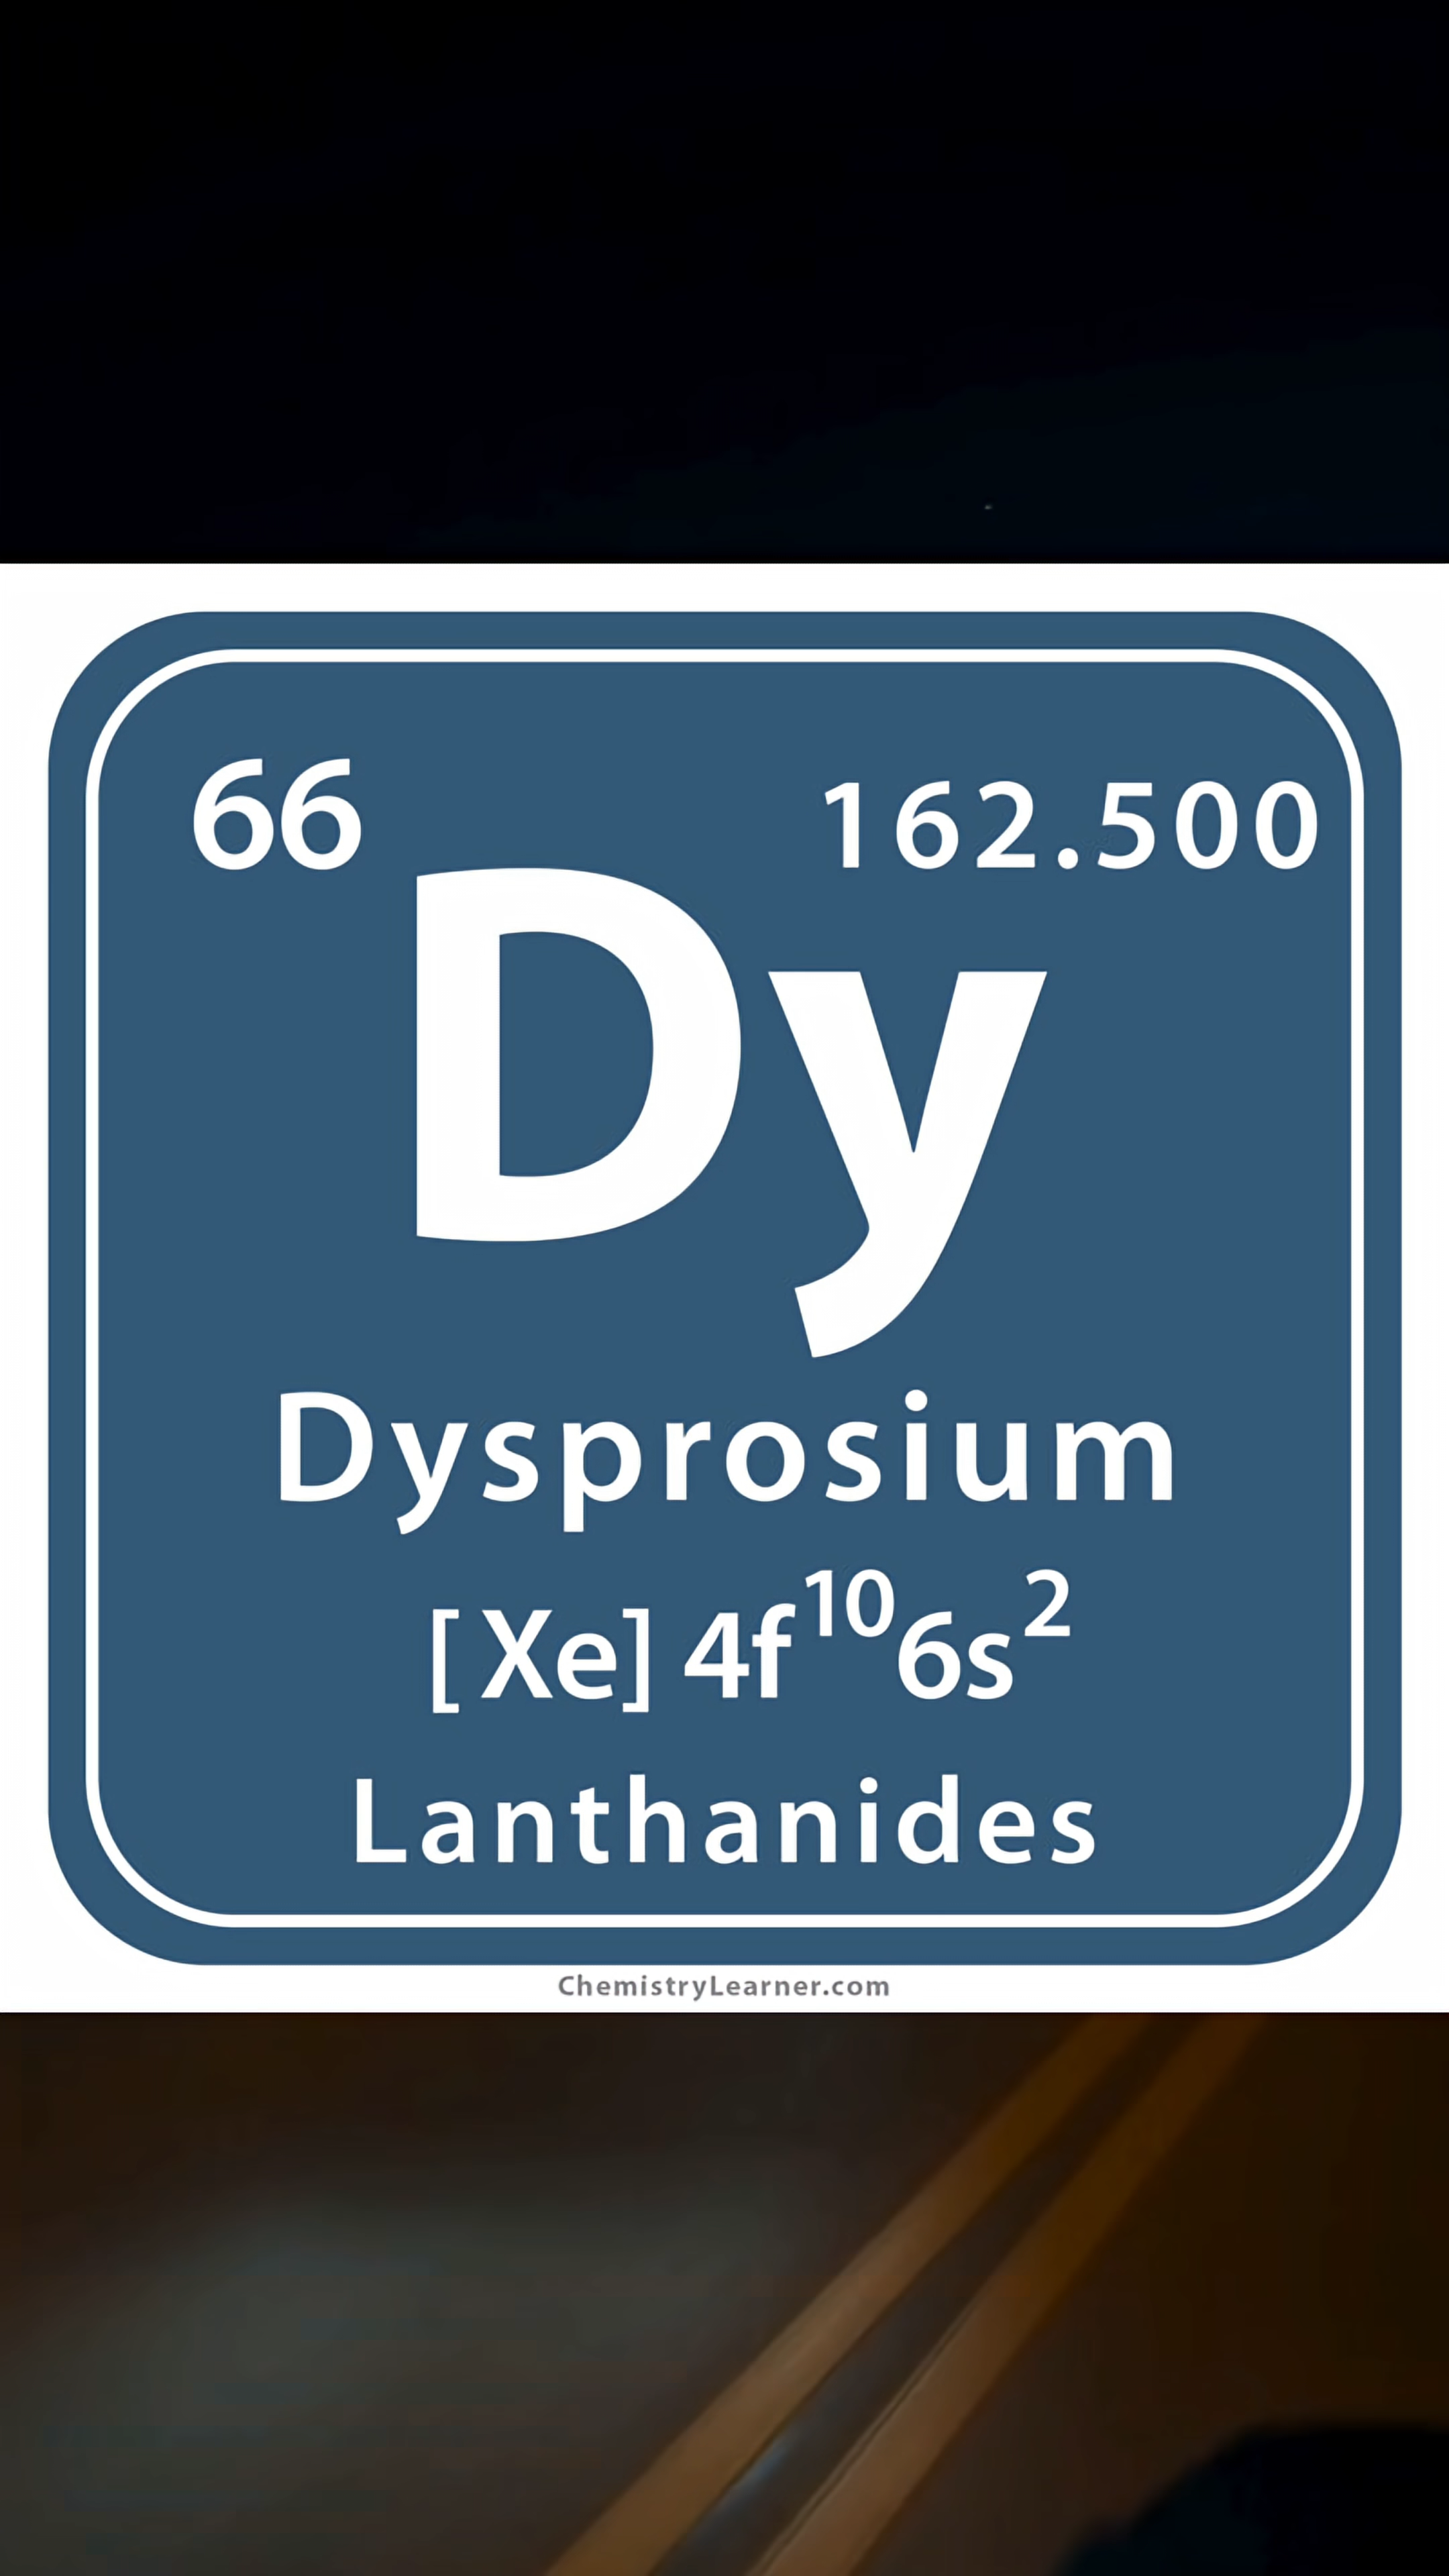 66
162.500
Dy
Dysprosium
[Xe] 4f¹⁰6s²
Lanthanides
ChemistryLearner.com